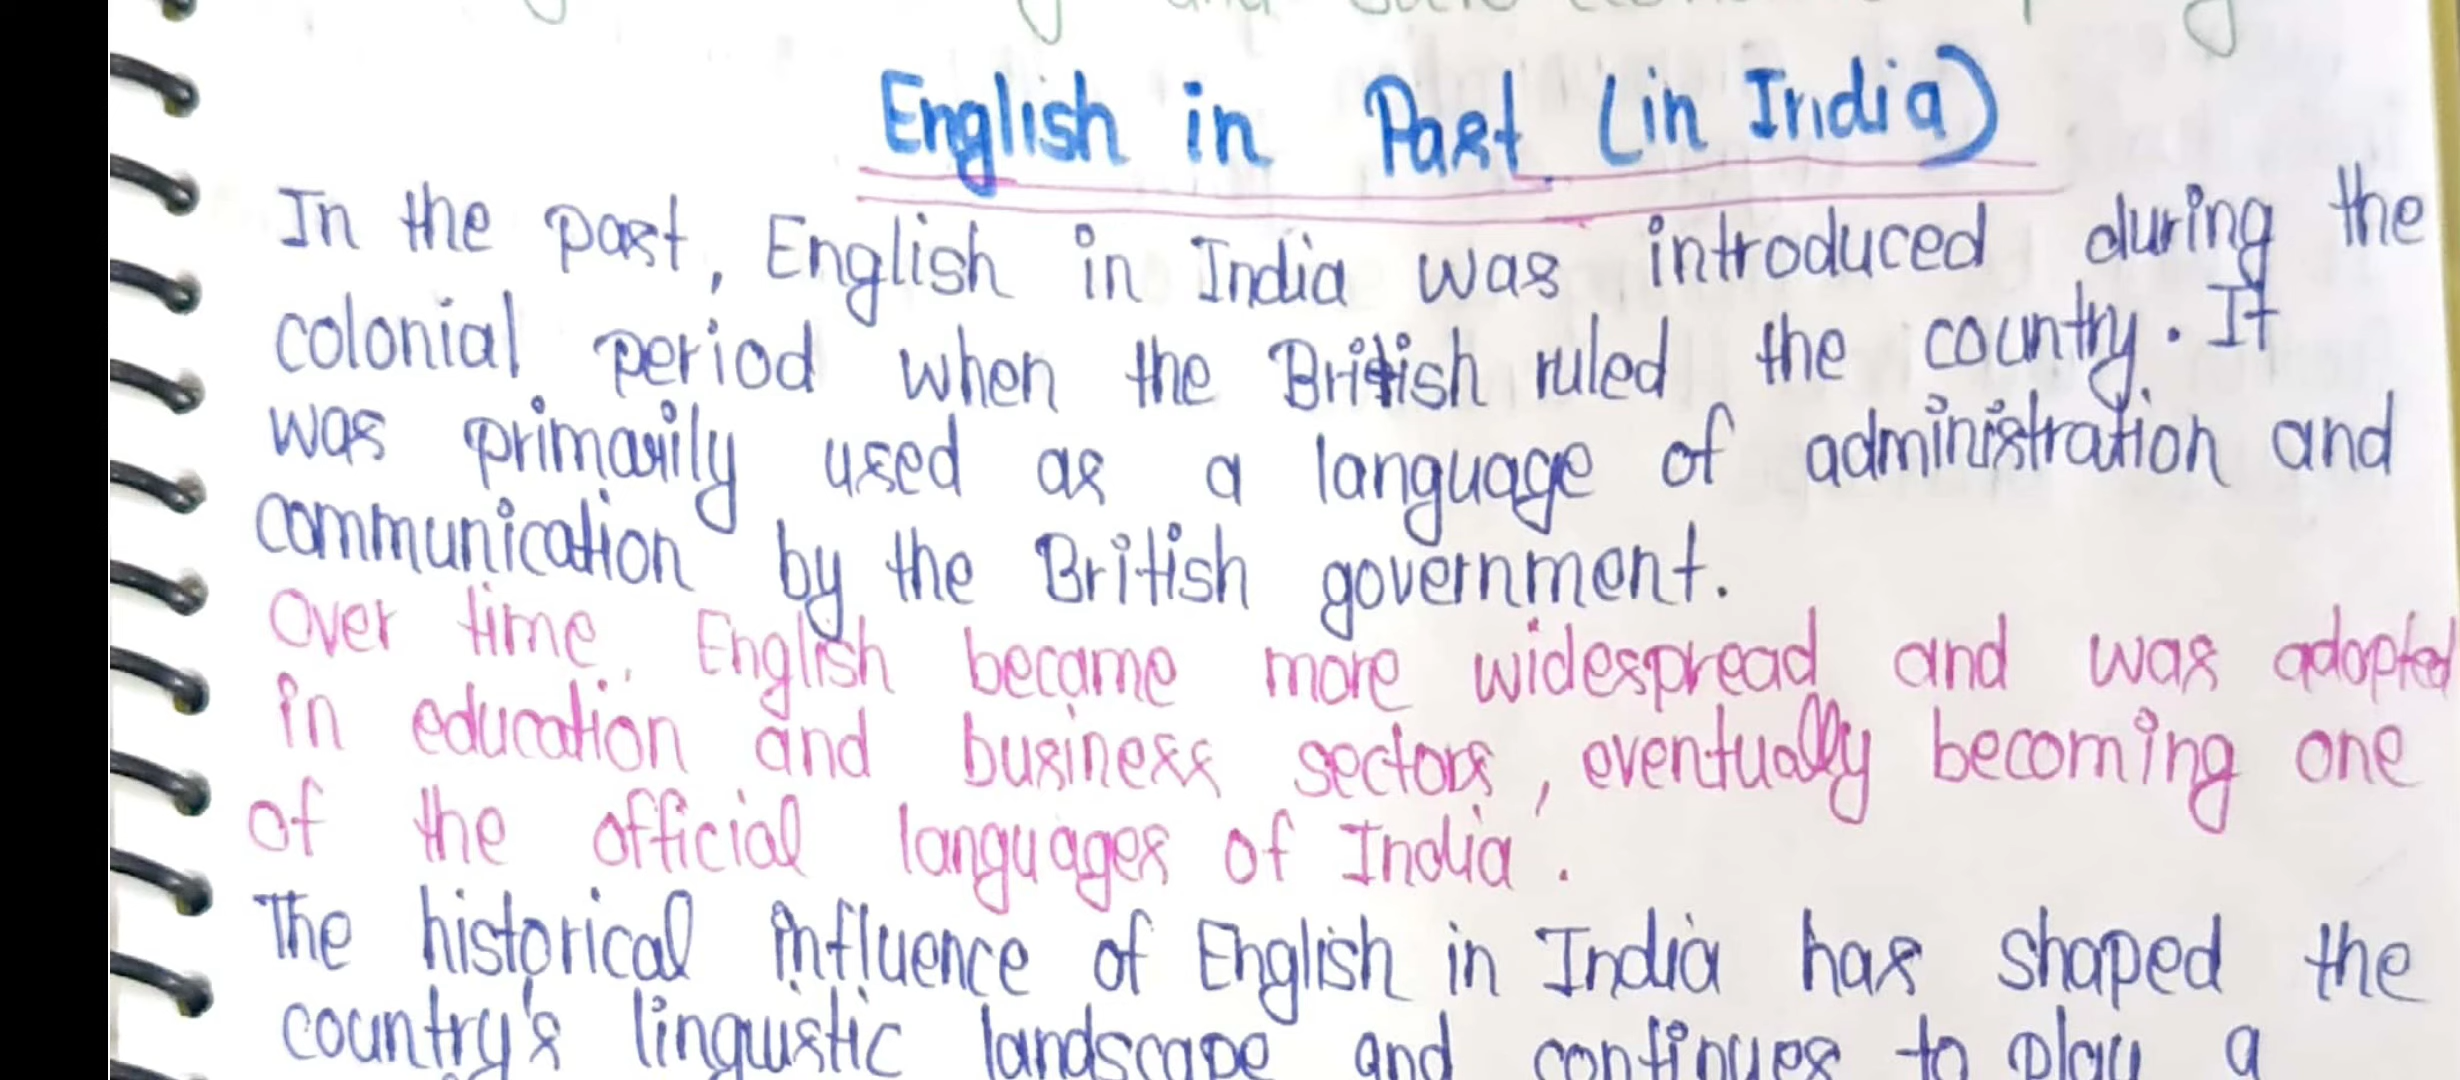 English in Past (in India)
In the past, English in India was introduced during the
colonial period when the British ruled the country. It
was primarily used as a language of administration and
communication by the British government.
Over time, English became more widespread and was adopted
in education and business sectors, eventually becoming one
of the official languages of India.
The historical influence of English in India has shaped the
country's linguistic landscape and continues to play a